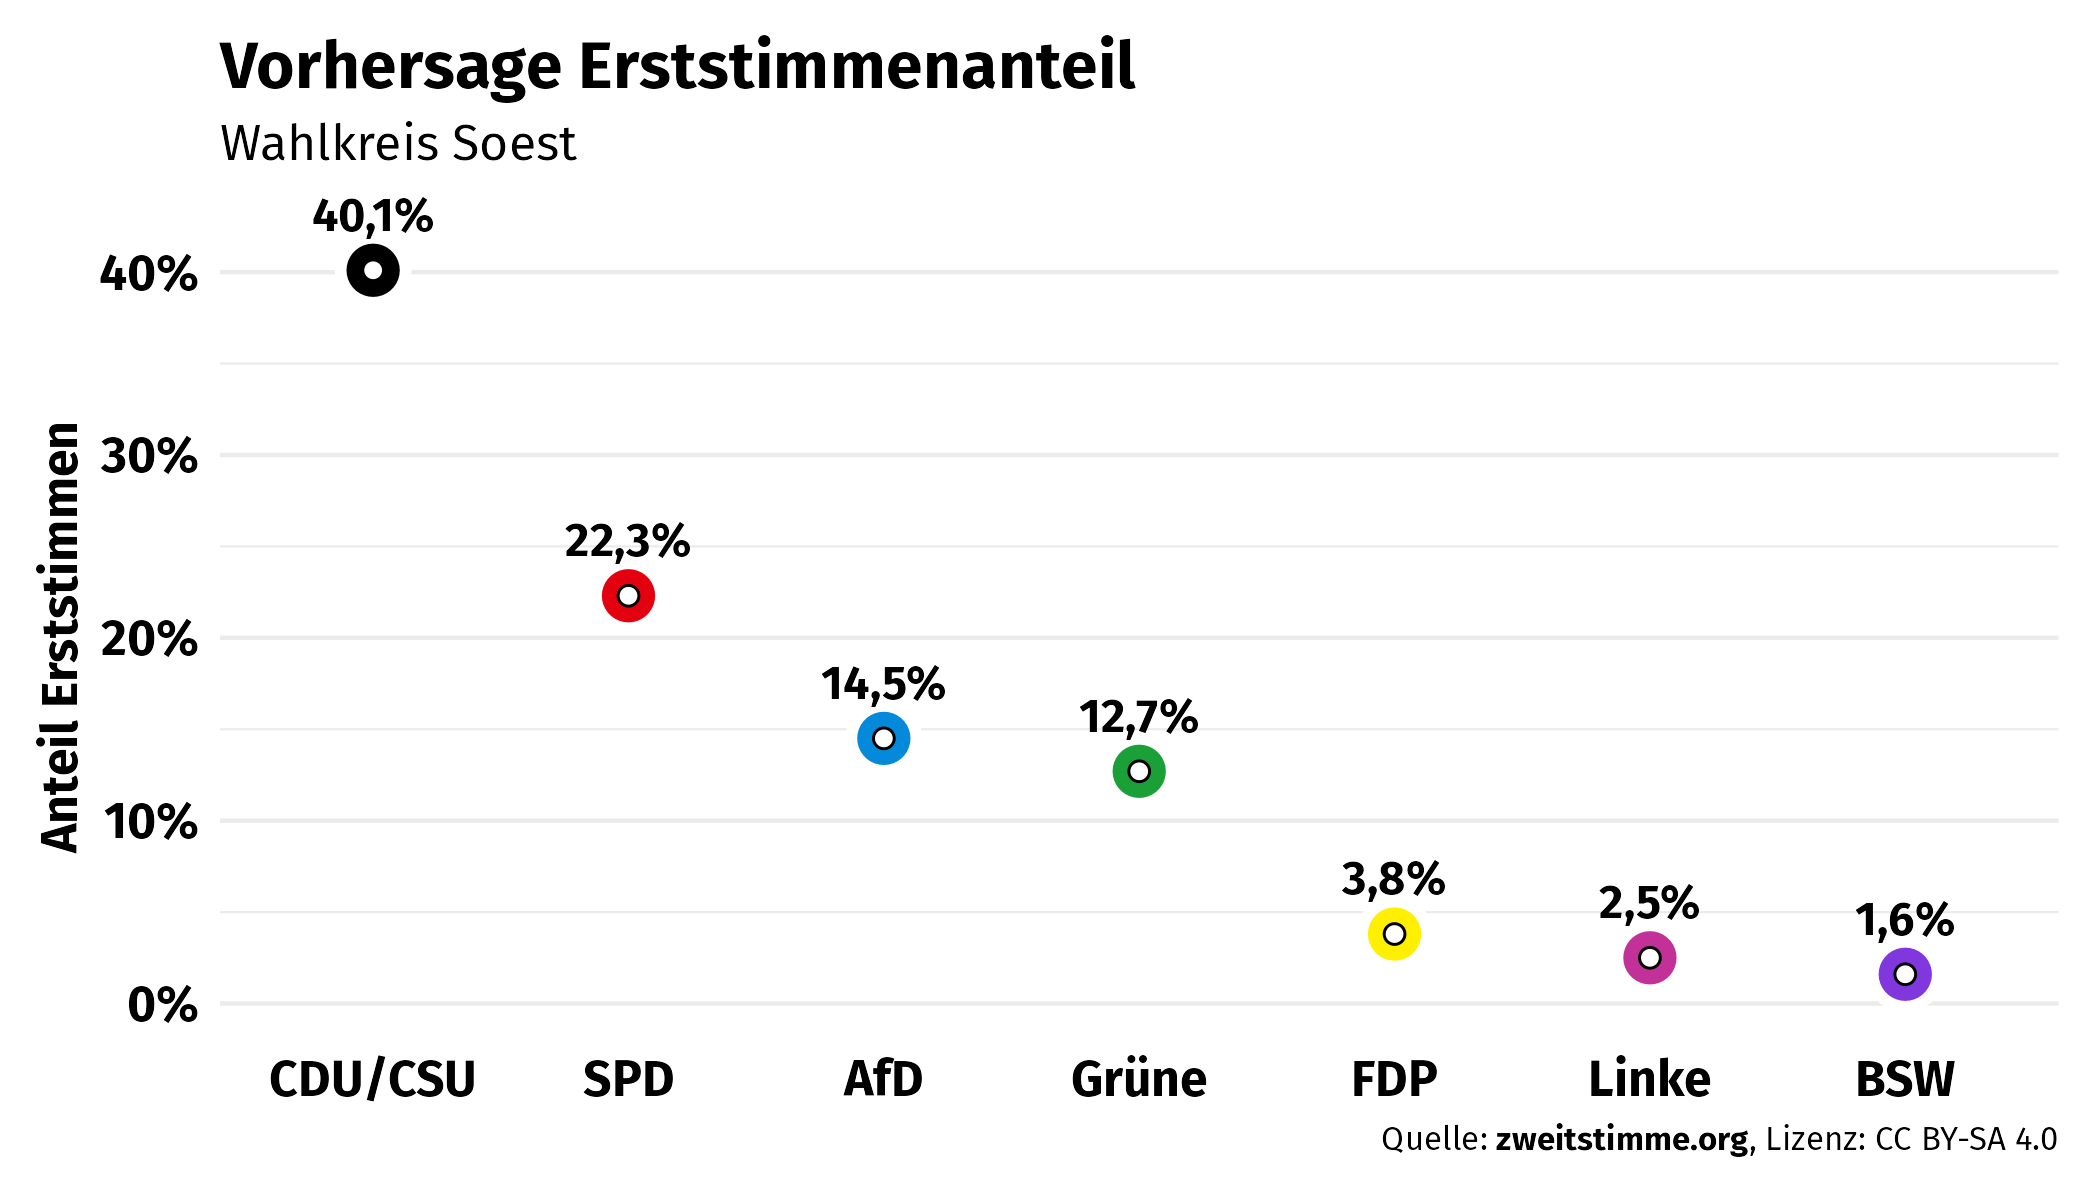 Vorhersage Erststimmenanteil
Wahlkreis Soest
Anteil Erststimmen
40%
30%
20%
10%
0%
40,1%
22,3%
14,5%
12,7%
3,8%
2,5%
1,6%
CDU/CSU SPD AfD Grüne FDP Linke BSW
Quelle: zweitstimme.org, Lizenz: CC BY-SA 4.0